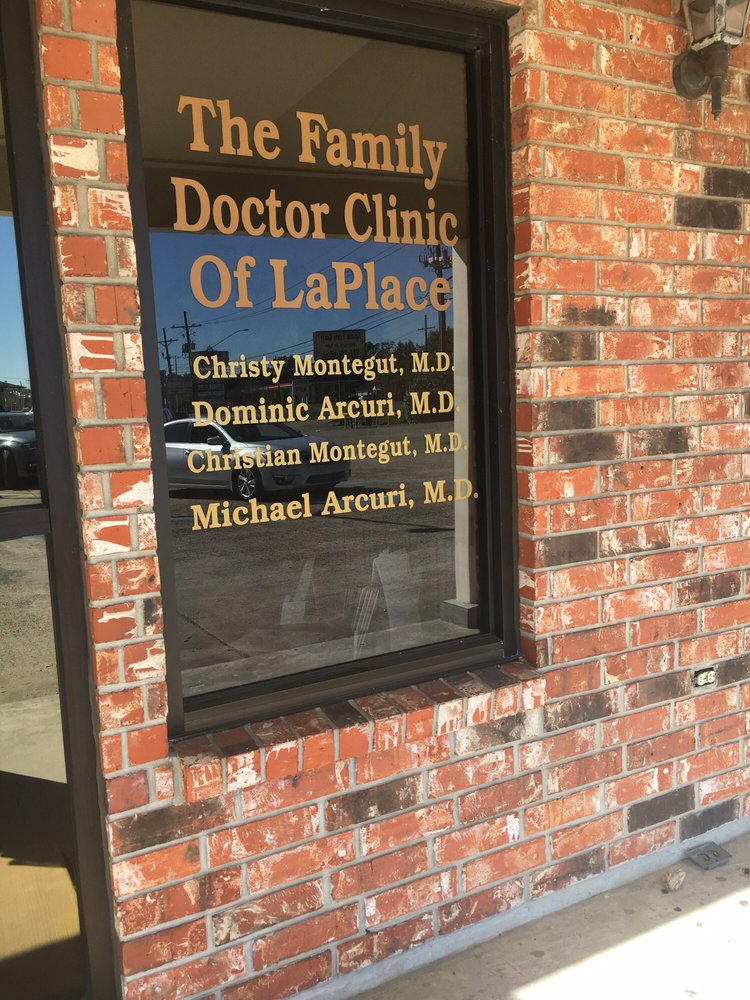 The Family
Doctor Clinic
Of LaPlace
Christy Montegut, M.D.
Dominic Arcuri, M.D.
Christian Montegut, M.D.
Michael Arcuri, M.D.